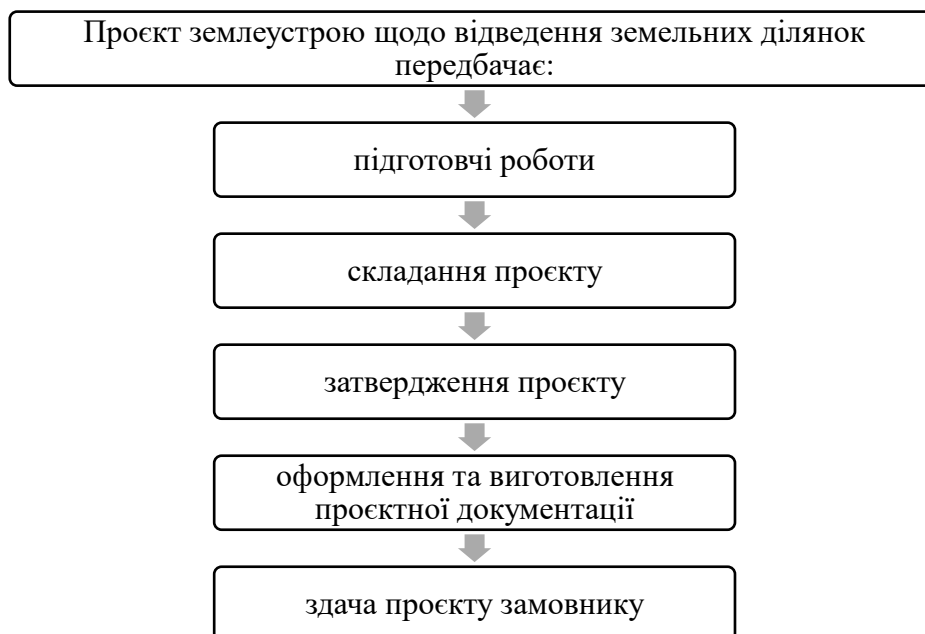 Проєкт землеустрою щодо відведення земельних ділянок
передбачає:
підготовчі роботи
складання проєкту
затвердження проєкту
оформлення та виготовлення
проєктної документації
здача проєкту замовнику